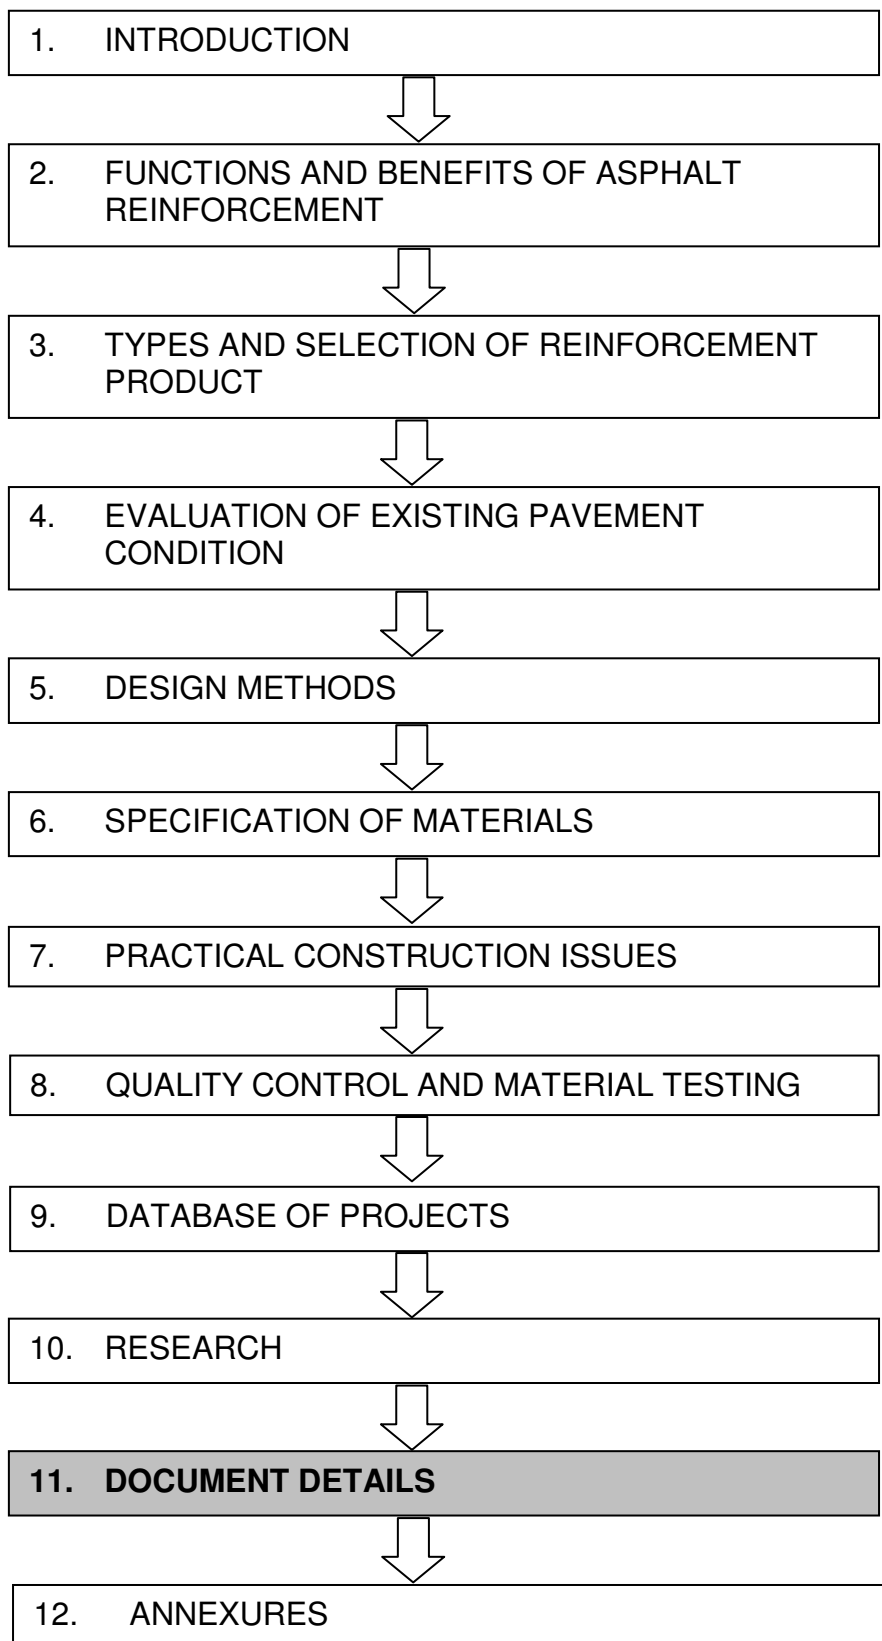 1. INTRODUCTION
2. FUNCTIONS AND BENEFITS OF ASPHALT
REINFORCEMENT
3. TYPES AND SELECTION OF REINFORCEMENT
PRODUCT
4. EVALUATION OF EXISTING PAVEMENT
CONDITION
5. DESIGN METHODS
6. SPECIFICATION OF MATERIALS
7. PRACTICAL CONSTRUCTION ISSUES
8. QUALITY CONTROL AND MATERIAL TESTING
9. DATABASE OF PROJECTS
10. RESEARCH
11. DOCUMENT DETAILS
12. ANNEXURES